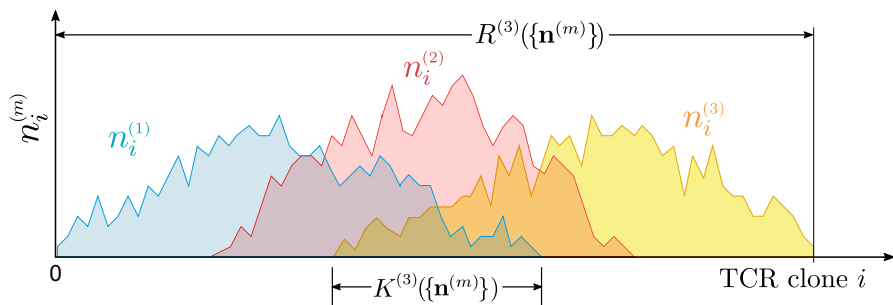 R^{(3)}({n^{(m)}})
n_i^{(2)}
n_i^{(m)}
n_i^{(1)}
n_i^{(3)}
0
TCR clone i
K^{(3)}({n^{(m)}})